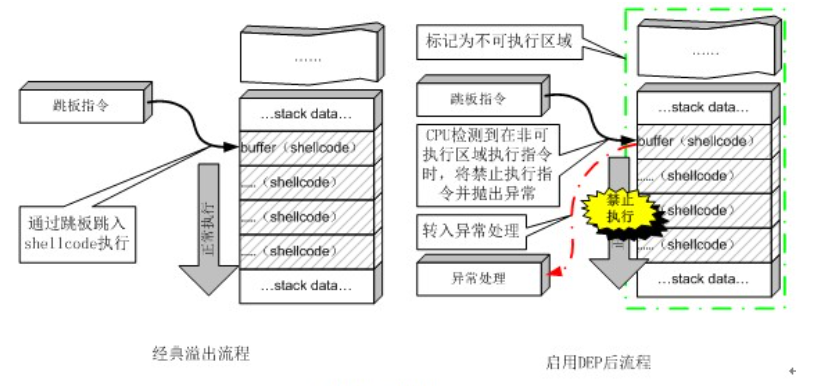 ……
跳板指令
…stack data…
buffer（shellcode）
……（shellcode）
……（shellcode）
……（shellcode）
…stack data…
通过跳板跳入
shellcode执行
正常执行
经典溢出流程
标记为不可执行区域
……
跳板指令
…stack data…
CPU检测到在非可
执行区域执行指令
时，将禁止执行指
令并抛出异常
buffer（shellcode）
……（shellcode）
（shellcode）
……（shellcode）
…stack data…
禁止
执行
转入异常处理
异常处理
启用DEP后流程